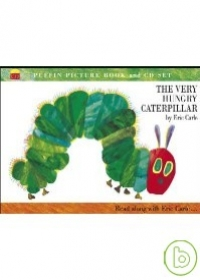 PUFFIN PICTURE BOOK AND CD SET
THE VERY
HUNGRY
CATERPILLAR
by Eric Carle
Read along with Eric Carle...